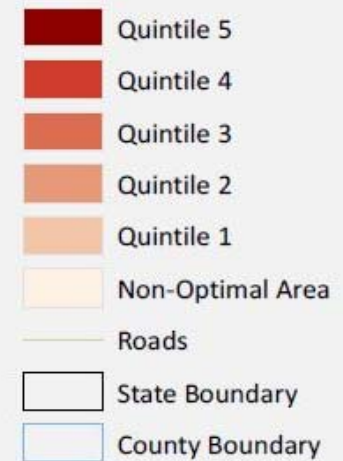 Quintile 5
Quintile 4
Quintile 3
Quintile 2
Quintile 1
Non-Optimal Area
Roads
State Boundary
County Boundary